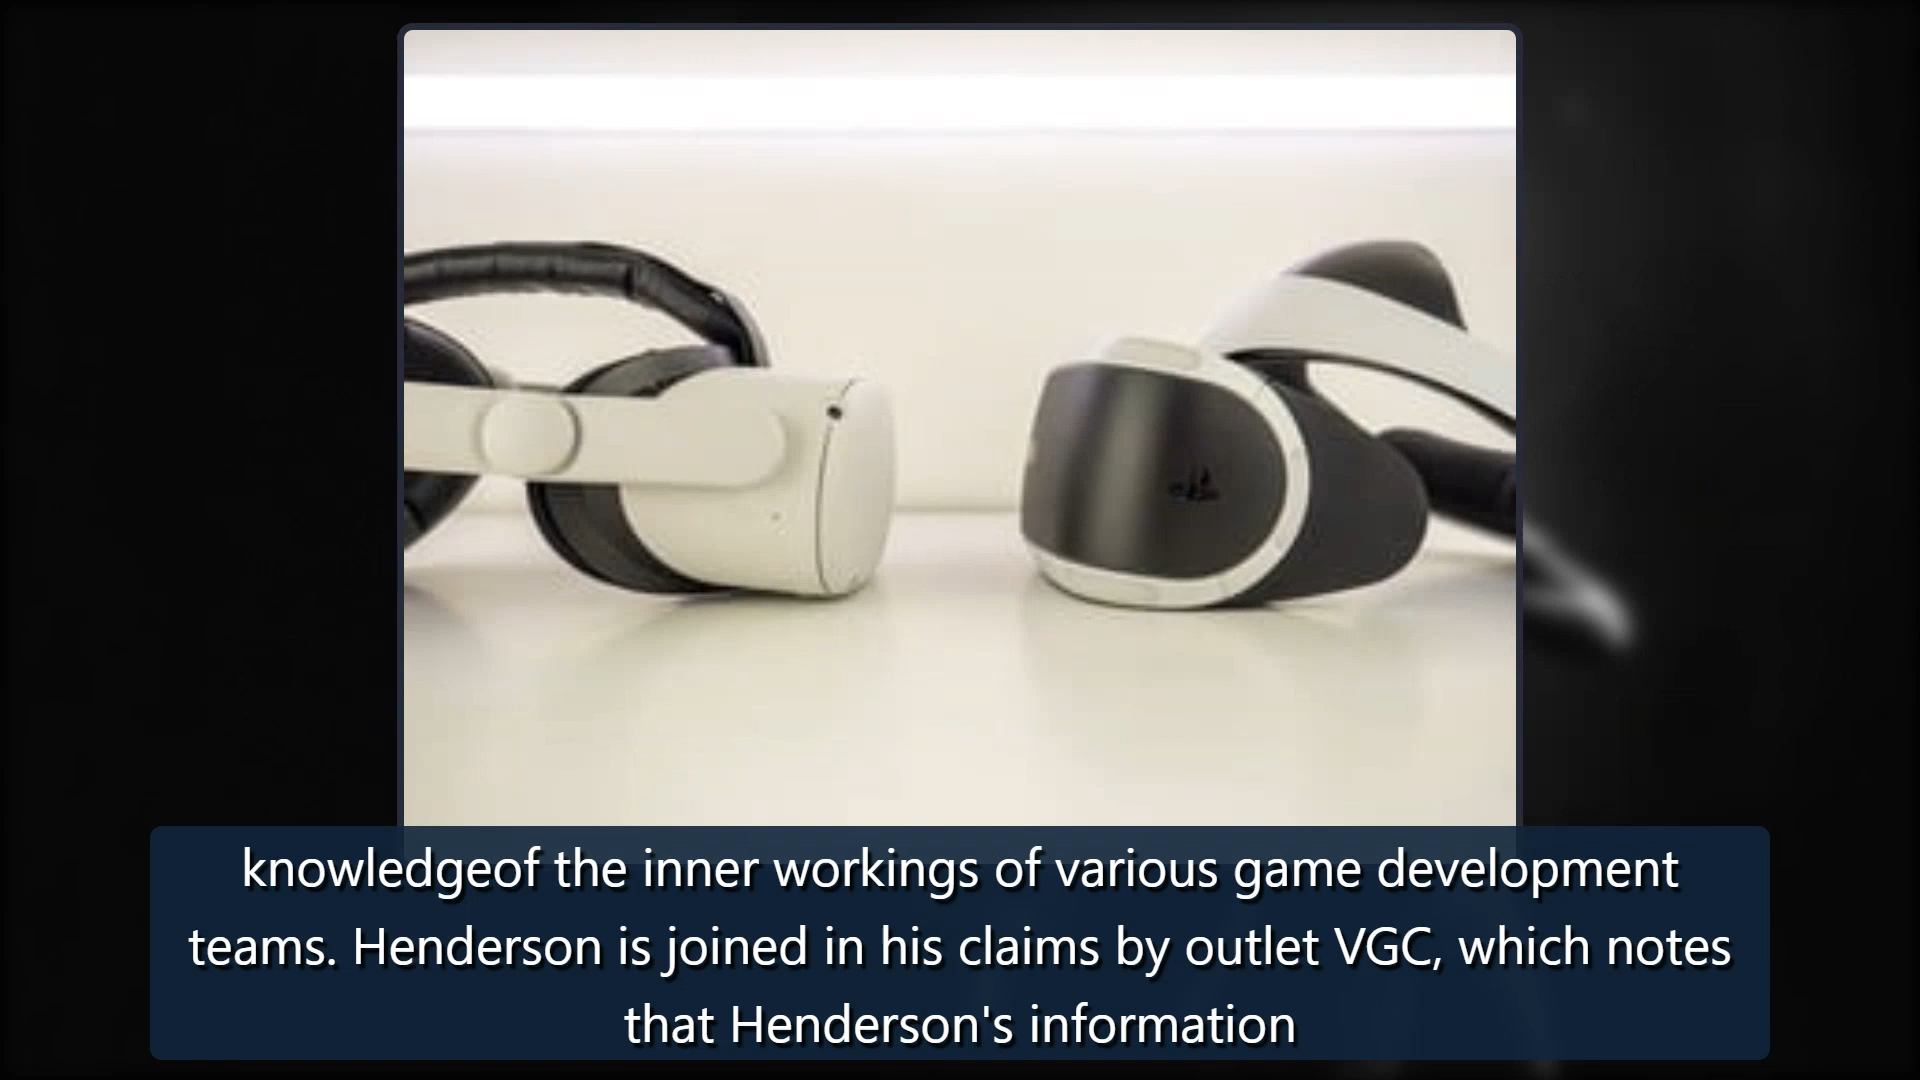 knowledgeof the inner workings of various game development
teams. Henderson is joined in his claims by outlet VGC, which notes
that Henderson's information